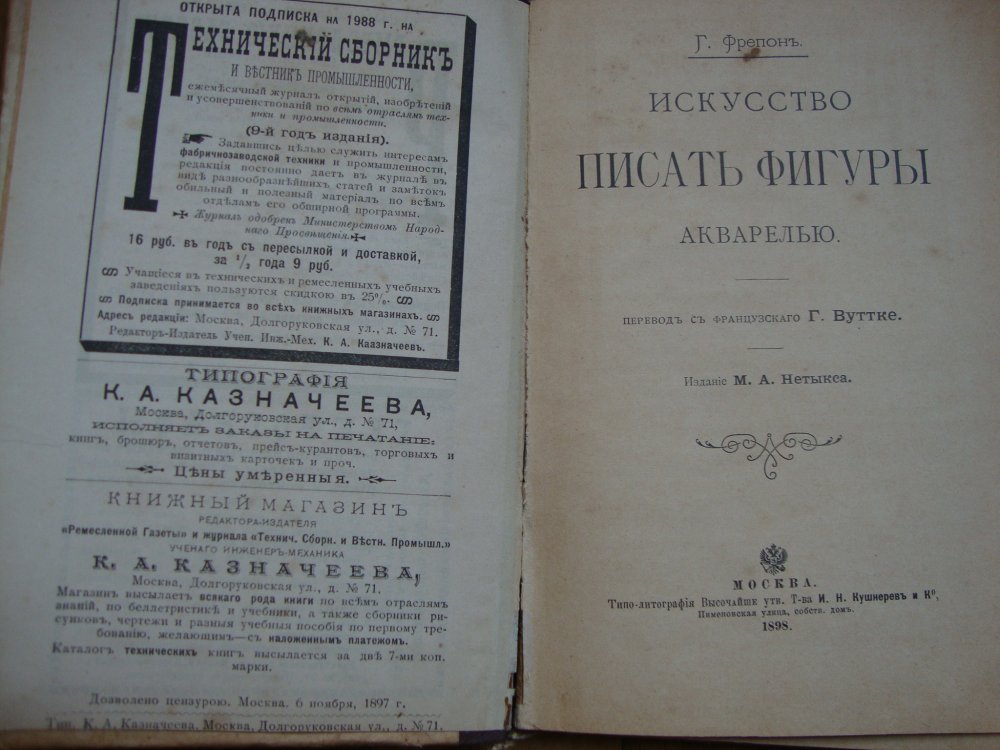 ОТКРЫТА ПОДПИСКА на 1988 г. на
ТЕХНИЧЕСКІЙ СБОРНИКЪ
И ВѢСТНИКЪ ПРОМЫШЛЕННОСТИ,
ежемѣсячный журналъ открытій, изобрѣтеній
и усовершенствованій по всемъ отраслямъ тех-
ники и промышленности.
(9-й годъ изданія).
Задавшись цѣлью служить интересамъ
фабричнозаводской техники и промышленности,
редакція постоянно даетъ въ журналѣ въ
видѣ разнообразнѣйшихъ статей и замѣтокъ
обильный и полезный матеріалъ по всѣмъ
отдѣламъ его обширной программы.
Журналъ одобренъ Министерствомъ Народ-
наго Просвѣщенія.
16 руб. въ годъ съ пересылкой и доставкой,
за 1/2 года 9 руб.
Учащіеся въ техническихъ и ремесленныхъ учебныхъ
заведеніяхъ пользуются скидкою въ 25%.
Подписка принимается во всѣхъ книжныхъ магазинахъ.
Адресъ редакціи: Москва, Долгоруковская ул., д. № 71.
Редакторъ-Издатель Учен. Инж.-Мех. К. А. Каазначеевъ.
ТИПОГРАФІЯ
К. А. КАЗНАЧЕЕВА,
Москва, Долгоруковская ул., д. № 71,
ИСПОЛНЯЕТЪ ЗАКАЗЫ НА ПЕЧАТАНІЕ:
книгъ, брошюръ, отчетовъ, прейсъ-курантовъ, торговыхъ и
визитныхъ карточекъ и проч.
Цѣны умѣренныя.
КНИЖНЫЙ МАГАЗИНЪ
РЕДАКТОРА-ИЗДАТЕЛЯ
«Ремесленной Газеты» и журнала «Технич. Сборн. и Вѣстн. Промышл.»
УЧЕНАГО ИНЖЕНЕРЪ-МЕХАНИКА
К. А. КАЗНАЧЕЕВА,
Москва, Долгоруковская ул., д. № 71.
Магазинъ высылаетъ всякаго рода книги по всѣмъ отраслямъ
знаній, по беллетристикѣ и учебники, а также сборники ри-
сунковъ, чертежи и разныя учебныя пособія по первому тре-
бованію, желающимъ—съ наложеннымъ платежомъ.
Каталогъ техническихъ книгъ высылается за двѣ 7-ми коп.
марки.
Дозволено цензурою. Москва. 6 ноября, 1897 г.
Тип. К. А. Казначеева, Москва, Долгоруковская ул., д. № 71.
Г. Фрепонъ.
ИСКУССТВО
ПИСАТЬ ФИГУРЫ
АКВАРЕЛЬЮ.
ПЕРЕВОДЪ СЪ ФРАНЦУЗСКАГО Г. Вуттке.
Изданіе М. А. Нетыкса.
МОСКВА.
Типо-литографія Высочайше утв. Т-ва И. Н. Кушнеревъ и Ко,
Пименовская улица, собств. домъ.
1898.